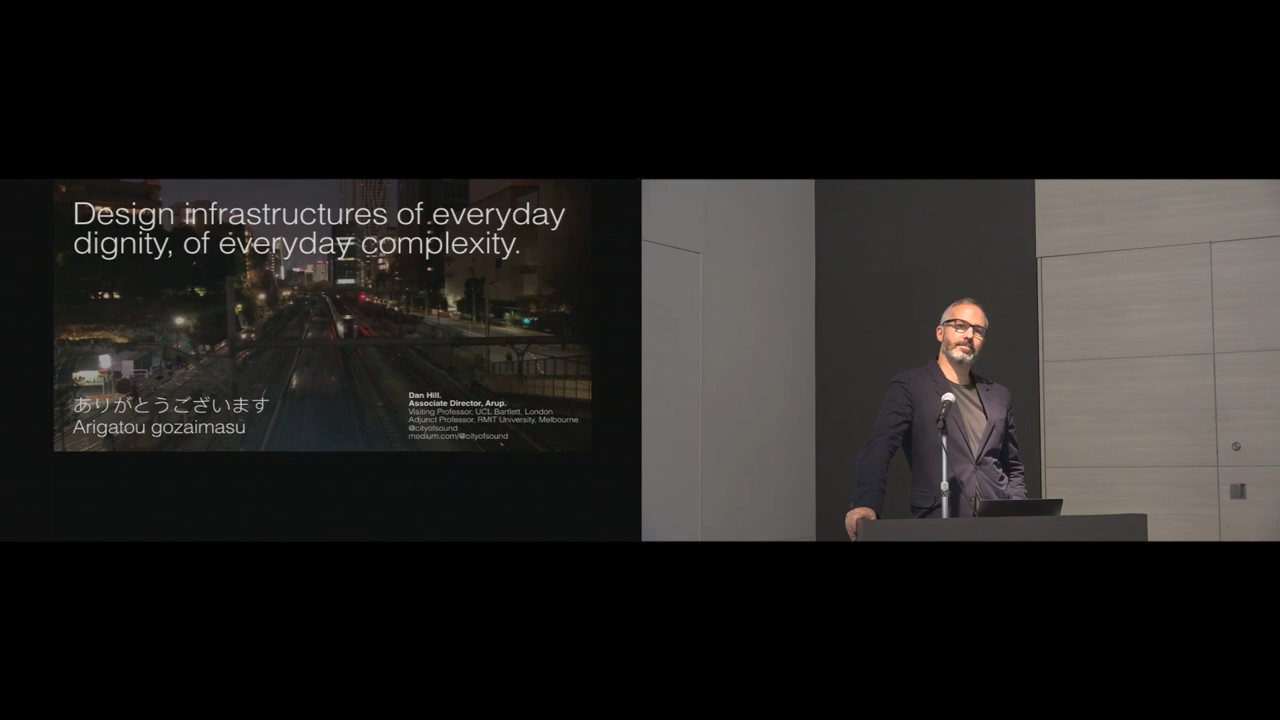 Design infrastructures of everyday
dignity, of everyday complexity.
ありがとうございます
Arigatou gozaimasu
Dan Hill.
Associate Director, Arup.
Visiting Professor, UCL Bartlett, London
Adjunct Professor, RMIT University, Melbourne
@cityofsound
medium.com/@cityofsound